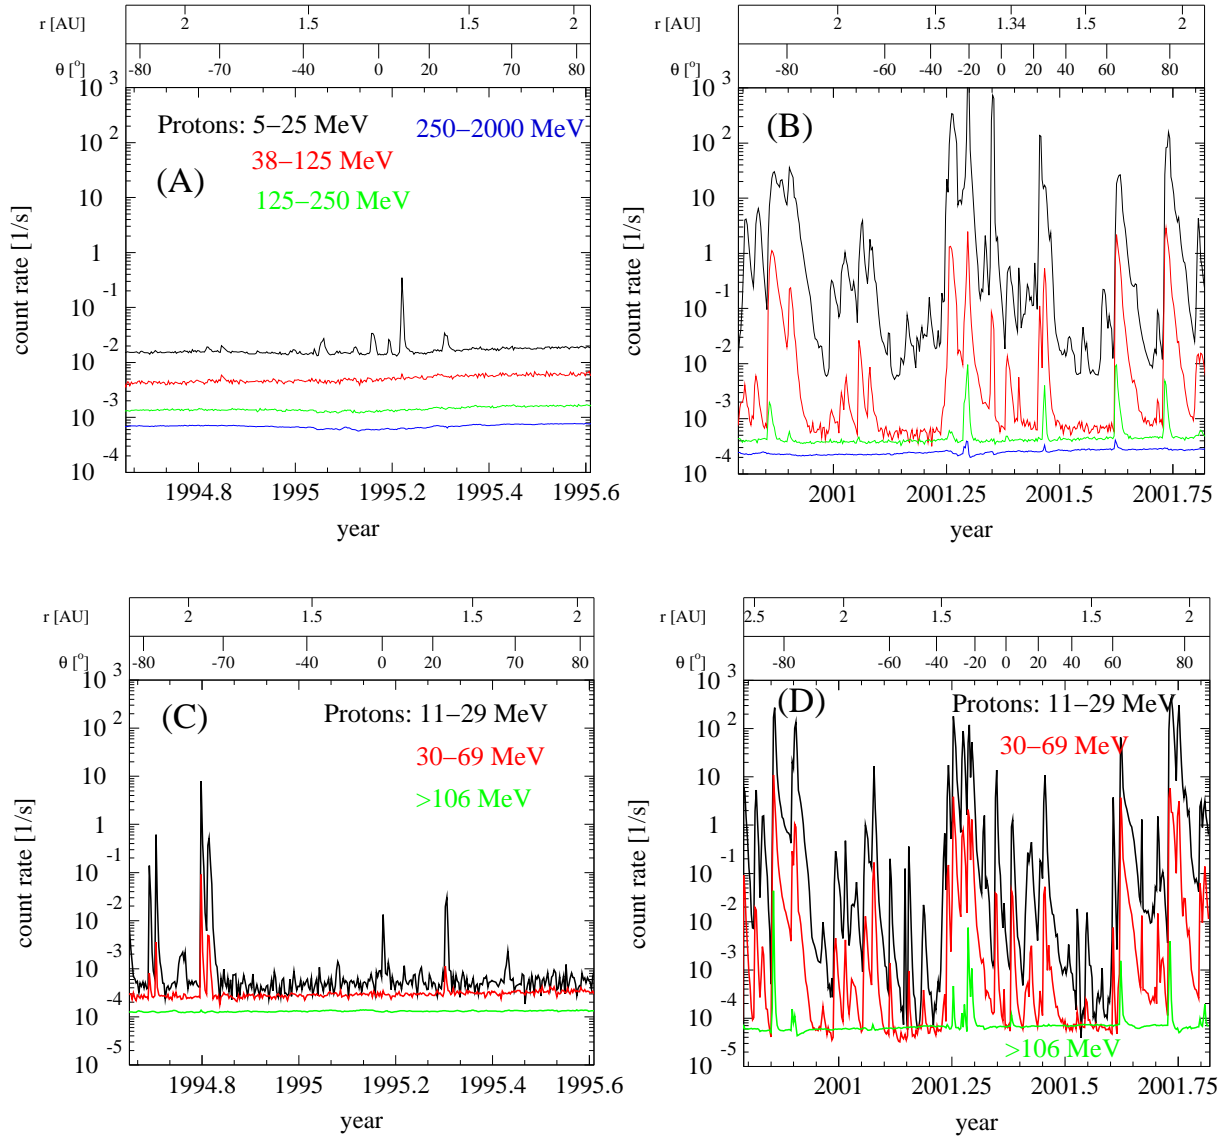 r [AU] 2 1.5 1.5 2
θ [°] -80 -70 -40 0 20 70 80
10 3
10 2
10
1
10 -1
10 -2
10 -3
10 -4
count rate [1/s]
Protons: 5–25 MeV 250–2000 MeV
38–125 MeV
(A)
125–250 MeV
1994.8 1995 1995.2 1995.4 1995.6
year
r [AU] 2 1.5 1.34 1.5 2
θ [°] -80 -60 -40 -20 0 20 40 60 80
10 3
10 2
10
1
10 -1
10 -2
10 -3
10 -4
count rate [1/s]
(B)
2001 2001.25 2001.5 2001.75
year
r [AU] 2 1.5 1.5 2
θ [°] -80 -70 -40 0 20 70 80
10 3
10 2
10
1
10 -1
10 -2
10 -3
10 -4
10 -5
count rate [1/s]
(C)
Protons: 11–29 MeV
30–69 MeV
>106 MeV
1994.8 1995 1995.2 1995.4 1995.6
year
r [AU] 2.5 2 1.5 1.5 2
θ [°] -80 -60 -40 -20 0 20 40 60 80
10 3
10 2
10
1
10 -1
10 -2
10 -3
10 -4
10 -5
count rate [1/s]
(D)
Protons: 11–29 MeV
30–69 MeV
>106 MeV
2001 2001.25 2001.5 2001.75
year